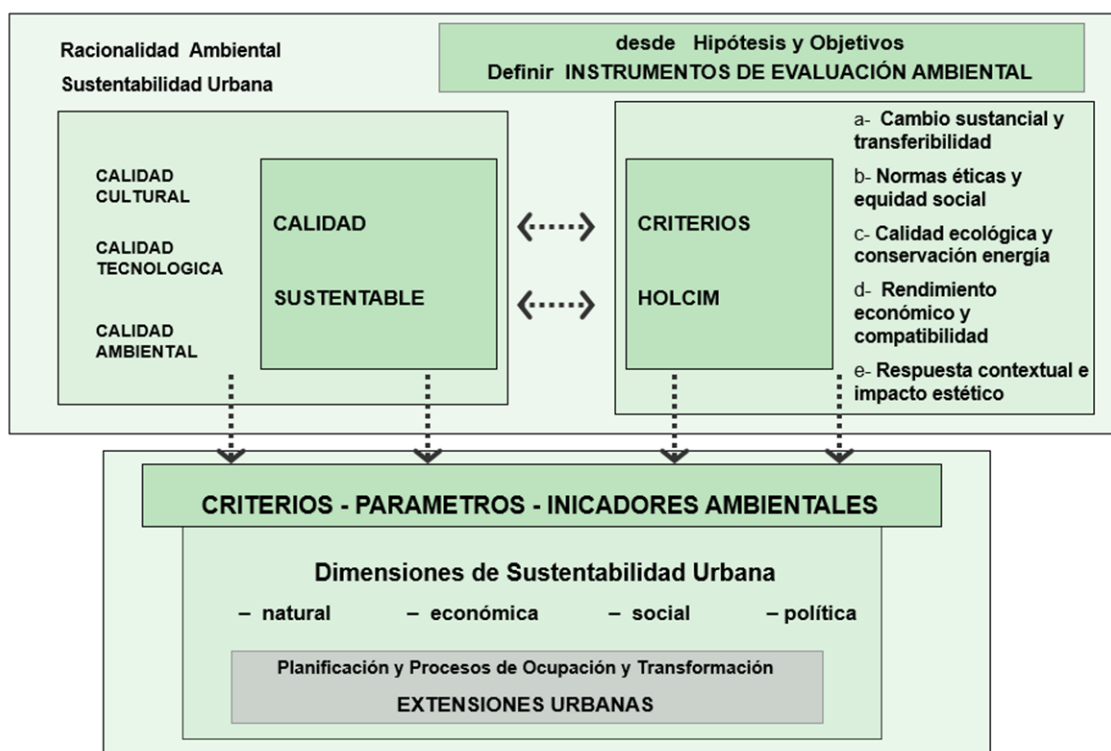 Racionalidad Ambiental
Sustentabilidad Urbana
desde Hipótesis y Objetivos
Definir INSTRUMENTOS DE EVALUACIÓN AMBIENTAL
CALIDAD
CULTURAL
CALIDAD
TECNOLOGICA
CALIDAD
AMBIENTAL
CALIDAD
SUSTENTABLE
CRITERIOS
HOLCIM
a- Cambio sustancial y
transferibilidad
b- Normas éticas y
equidad social
c- Calidad ecológica y
conservación energía
d- Rendimiento
económico y
compatibilidad
e- Respuesta contextual e
impacto estético
CRITERIOS - PARAMETROS - INICADORES AMBIENTALES
Dimensiones de Sustentabilidad Urbana
– natural – económica – social – política
Planificación y Procesos de Ocupación y Transformación
EXTENSIONES URBANAS